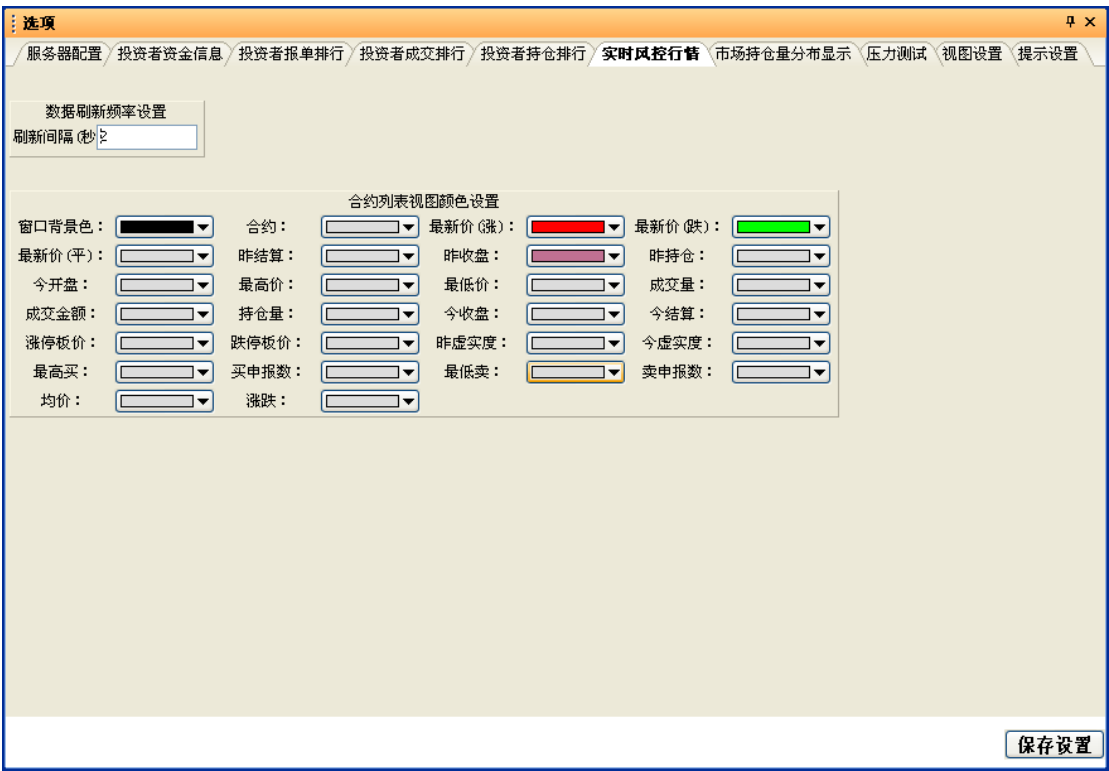 选项
服务器配置 投资者资金信息 投资者报单排行 投资者成交排行 投资者持仓排行 实时风控行情 市场持仓量分布显示 压力测试 视图设置 提示设置
数据刷新频率设置
刷新间隔(秒
合约列表视图颜色设置
窗口背景色： 合约： 最新价(涨)： 最新价(跌)：
最新价(平)： 昨结算： 昨收盘： 昨持仓：
今开盘： 最高价： 最低价： 成交量：
成交金额： 持仓量： 今收盘： 今结算：
涨停板价： 跌停板价： 昨虚实度： 今虚实度：
最高买： 买申报数： 最低卖： 卖申报数：
均价： 涨跌：
保存设置